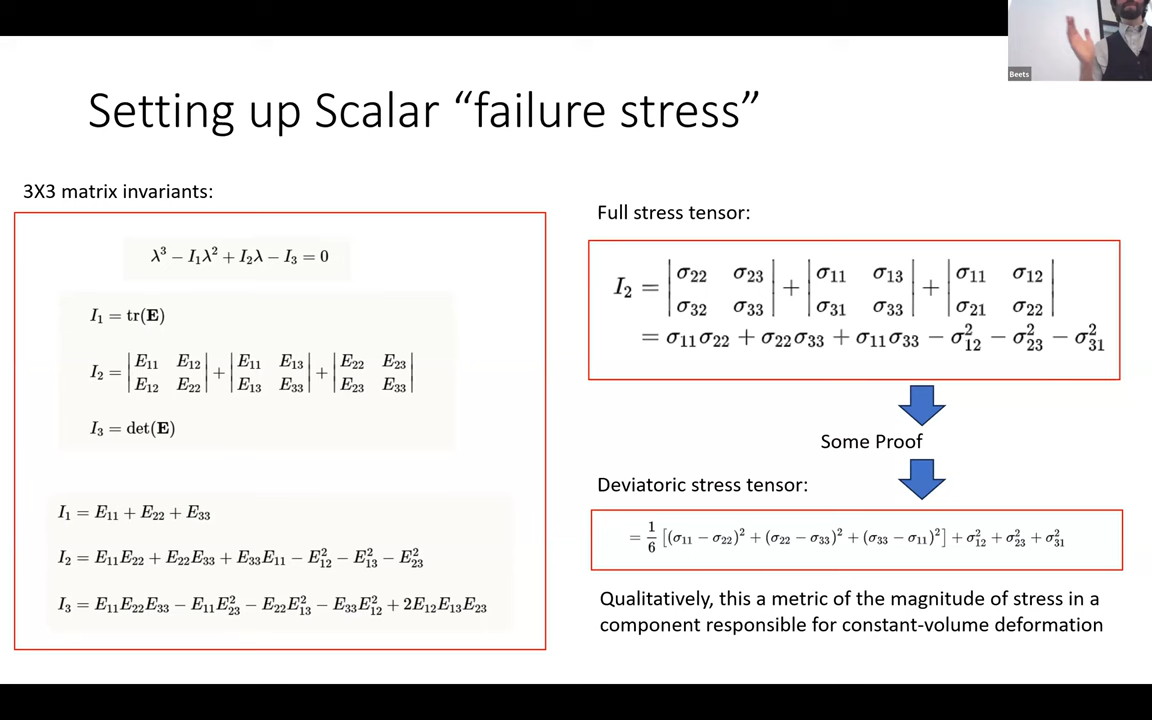 Beets
Setting up Scalar “failure stress”
3X3 matrix invariants:
λ³ − I₁λ² + I₂λ − I₃ = 0
I₁ = tr(E)
I₂ = |E₁₁ E₁₂; E₁₂ E₂₂| + |E₁₁ E₁₃; E₁₃ E₃₃| + |E₂₂ E₂₃; E₂₃ E₃₃|
I₃ = det(E)
I₁ = E₁₁ + E₂₂ + E₃₃
I₂ = E₁₁E₂₂ + E₂₂E₃₃ + E₃₃E₁₁ − E₁₂² − E₁₃² − E₂₃²
I₃ = E₁₁E₂₂E₃₃ − E₁₁E₂₃² − E₂₂E₁₃² − E₃₃E₁₂² + 2E₁₂E₁₃E₂₃
Full stress tensor:
I₂ = |σ₂₂ σ₂₃; σ₃₂ σ₃₃| + |σ₁₁ σ₁₃; σ₃₁ σ₃₃| + |σ₁₁ σ₁₂; σ₂₁ σ₂₂|
= σ₁₁σ₂₂ + σ₂₂σ₃₃ + σ₁₁σ₃₃ − σ₁₂² − σ₂₃² − σ₃₁²
Some Proof
Deviatoric stress tensor:
= 1/6 [(σ₁₁ − σ₂₂)² + (σ₂₂ − σ₃₃)² + (σ₃₃ − σ₁₁)²] + σ₁₂² + σ₂₃² + σ₃₁²
Qualitatively, this a metric of the magnitude of stress in a
component responsible for constant-volume deformation